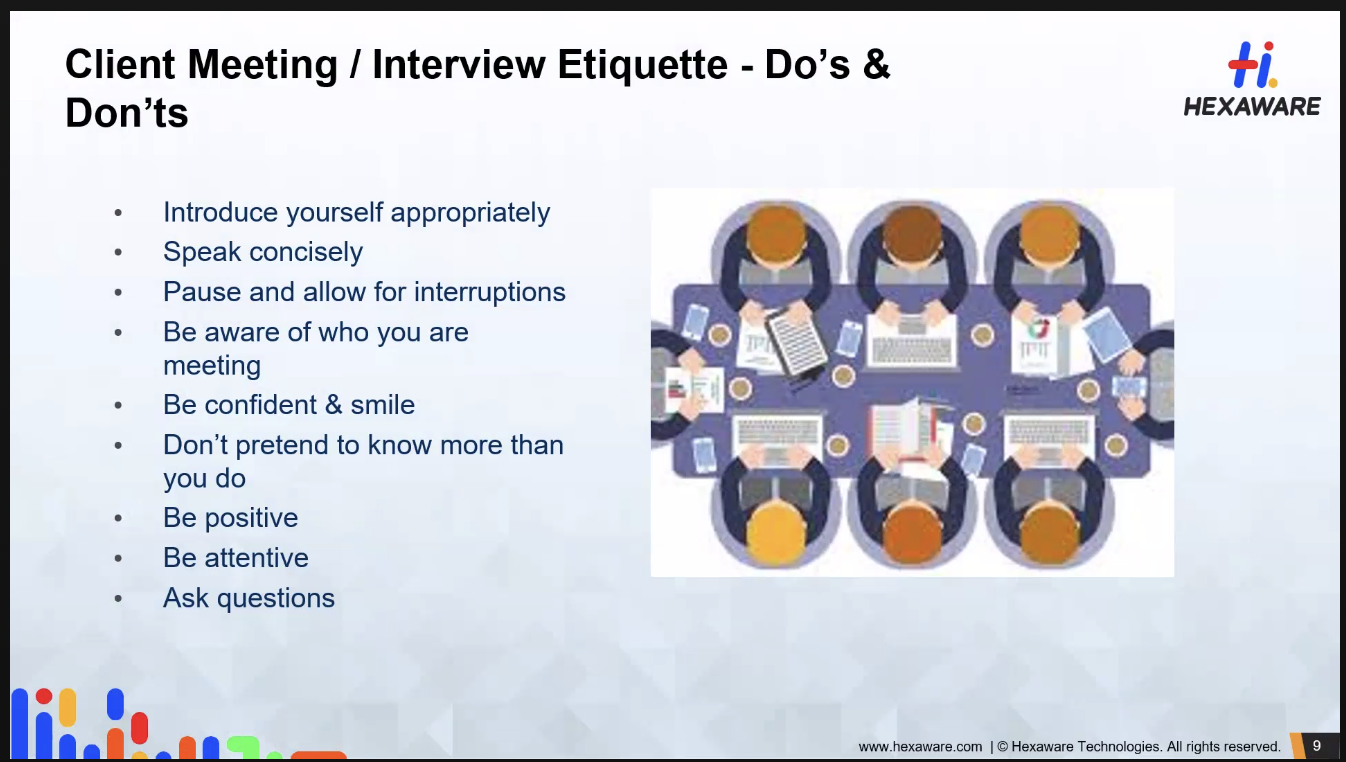 Client Meeting / Interview Etiquette - Do’s &
Don’ts
HEXAWARE
• Introduce yourself appropriately
• Speak concisely
• Pause and allow for interruptions
• Be aware of who you are
meeting
• Be confident & smile
• Don’t pretend to know more than
you do
• Be positive
• Be attentive
• Ask questions
www.hexaware.com | © Hexaware Technologies. All rights reserved. 9